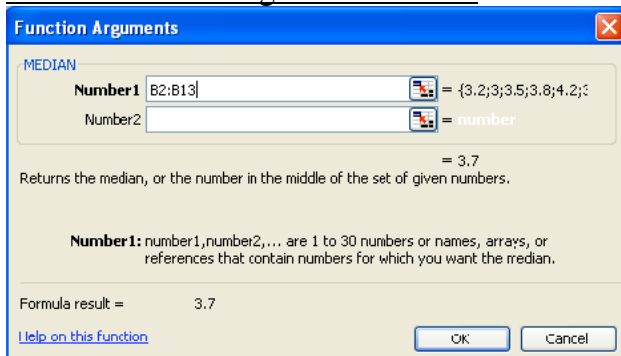 Function Arguments
MEDIAN
Number1 B2:B13 = {3.2;3;3.5;3.8;4.2;3
Number2 = number
= 3.7
Returns the median, or the number in the middle of the set of given numbers.
Number1: number1,number2,... are 1 to 30 numbers or names, arrays, or
references that contain numbers for which you want the median.
Formula result = 3.7
Help on this function OK Cancel